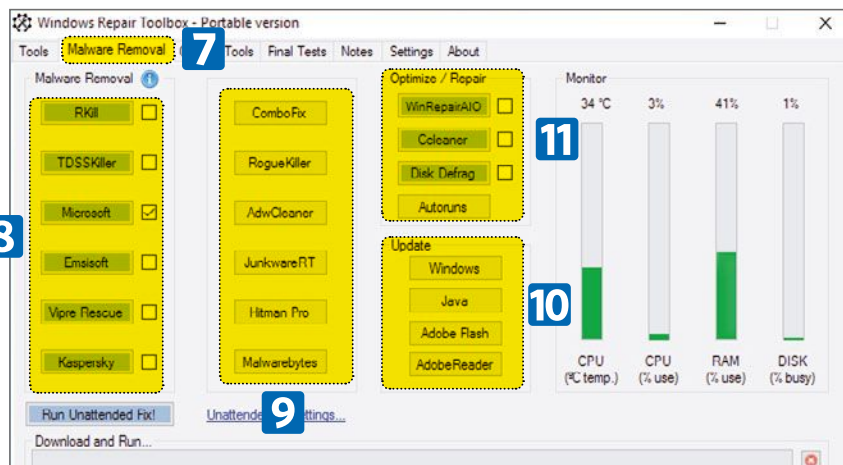 Windows Repair Toolbox - Portable version
Tools Malware Removal Tools Final Tests Notes Settings About
7
Malware Removal
RKill
TDSSKiller
Microsoft
Emsisoft
Vipre Rescue
Kaspersky
8
Run Unattended Fix!
ComboFix
RogueKiller
AdwCleaner
JunkwareRT
Hitman Pro
Malwarebytes
9
Optimize / Repair
WinRepairAIO
Ccleaner
Disk Defrag
Autoruns
11
Update
Windows
Java
Adobe Flash
AdobeReader
10
Monitor
34 °C 3% 41% 1%
CPU CPU RAM DISK
(ºC temp.) (% use) (% use) (% busy)
Download and Run...